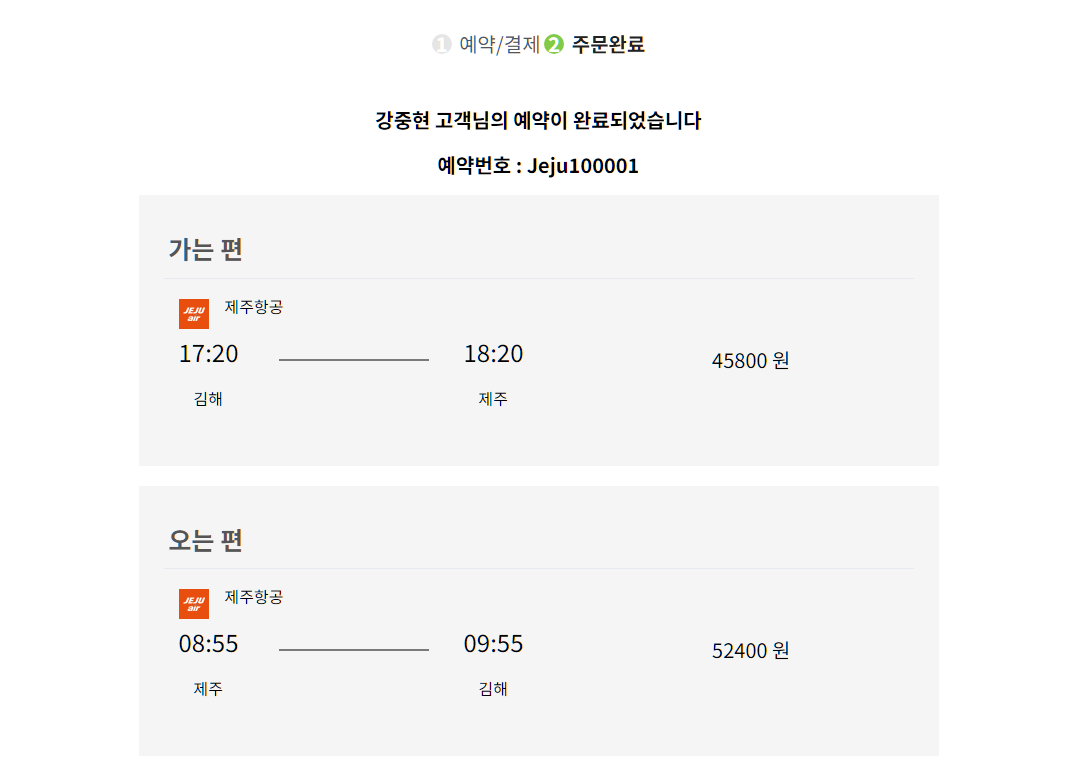 1 예약/결제 2 주문완료
강중현 고객님의 예약이 완료되었습니다
예약번호 : Jeju100001
가는 편
JEJU
air
제주항공
17:20 18:20 45800 원
김해 제주
오는 편
JEJU
air
제주항공
08:55 09:55 52400 원
제주 김해